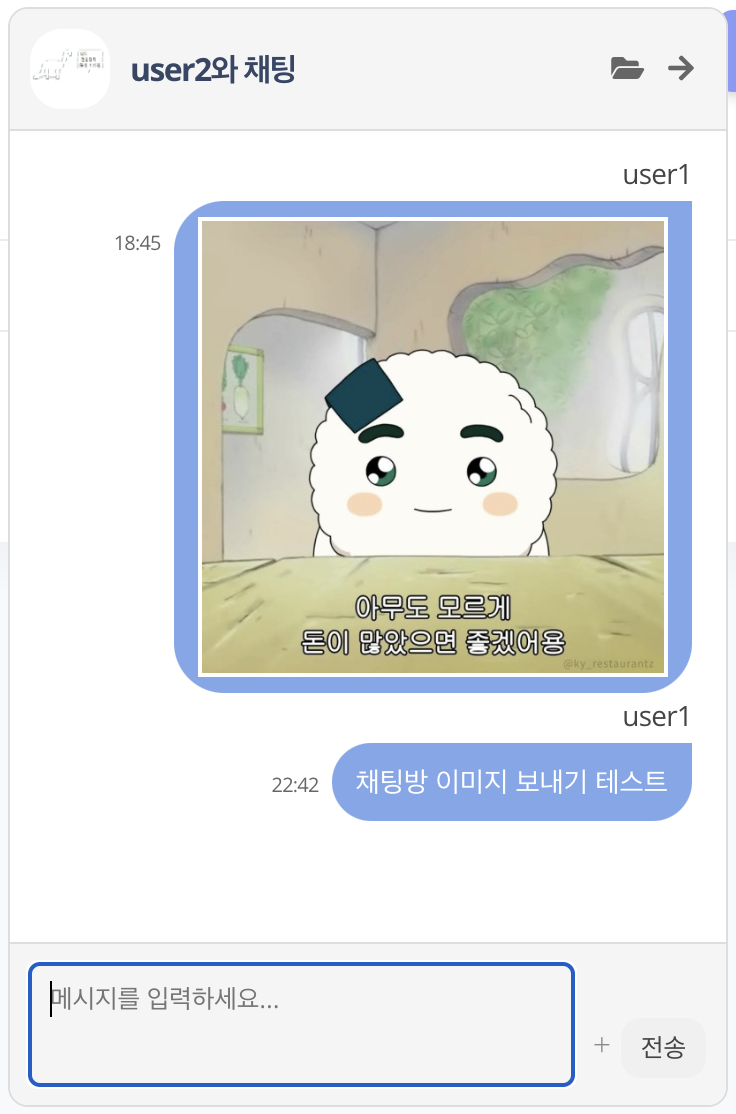 user2와 채팅
user1
18:45
아무도 모르게
돈이 많았으면 좋겠어용
@ky_restaurantz
user1
22:42
채팅방 이미지 보내기 테스트
메시지를 입력하세요...
+
전송